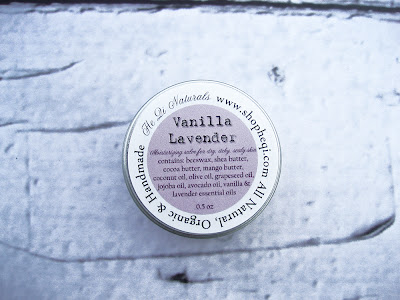 He Qi Naturals www.shopheqi.com All Natural, Organic & Handmade
Vanilla
Lavender
Moisturizing salve for dry, itchy, scaly skin
contains: beeswax, shea butter,
cocoa butter, mango butter,
coconut oil, olive oil, grapeseed oil,
jojoba oil, avocado oil, vanilla &
lavender essential oils
0.5 oz